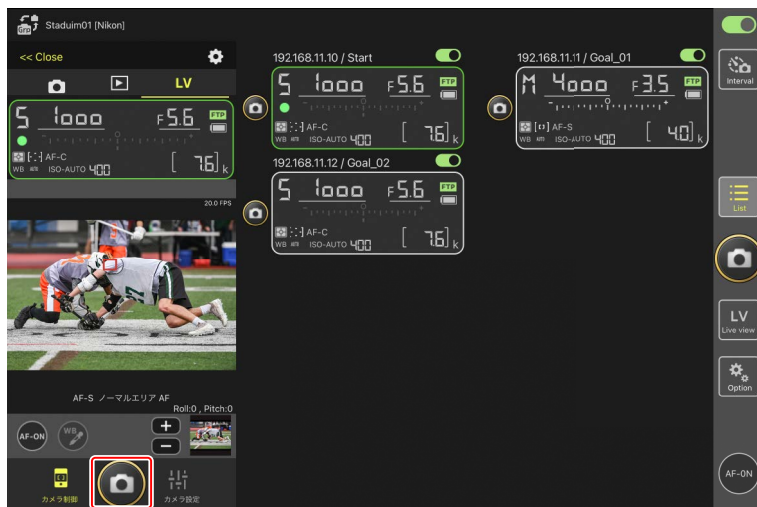 Grp Staduim01 [Nikon]
<< Close
LV
S 1000 F5.6 FTP
AF-C
WB AUTO ISO-AUTO 400 [ 7.6] k
20.0 FPS
AF-S ノーマルエリア AF
Roll:0 , Pitch:0
AF-ON WB + −
カメラ制御 カメラ設定
192.168.11.10 / Start
S 1000 F5.6 FTP
AF-C
WB AUTO ISO-AUTO 400 [ 7.6] k
192.168.11.11 / Goal_01
M 4000 F3.5 FTP
AF-S
WB AUTO ISO-AUTO 400 [ 4.0] k
192.168.11.12 / Goal_02
S 1000 F5.6 FTP
AF-C
WB AUTO ISO-AUTO 400 [ 7.6] k
Interval
List
LV
Live view
Option
AF-ON